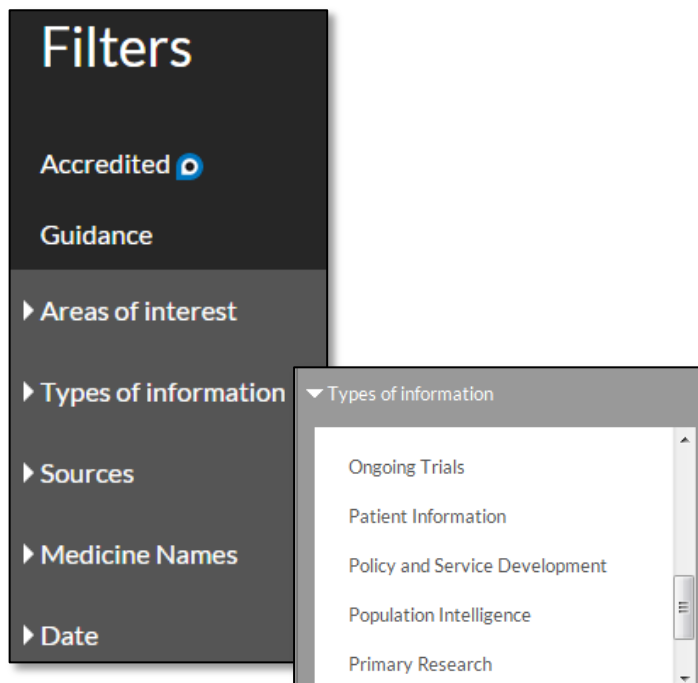 Filters
Accredited
Guidance
Areas of interest
Types of information
Sources
Medicine Names
Date
Types of information
Ongoing Trials
Patient Information
Policy and Service Development
Population Intelligence
Primary Research